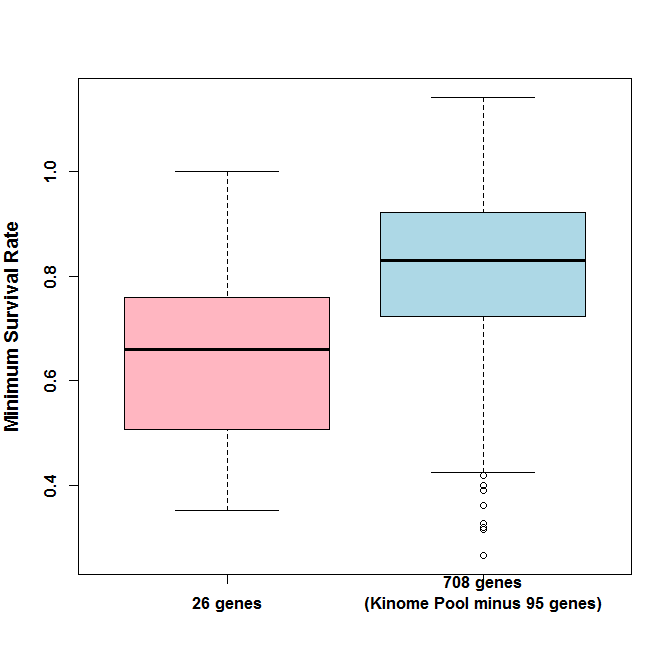 Minimum Survival Rate
1.0
0.8
0.6
0.4
26 genes
708 genes
(Kinome Pool minus 95 genes)